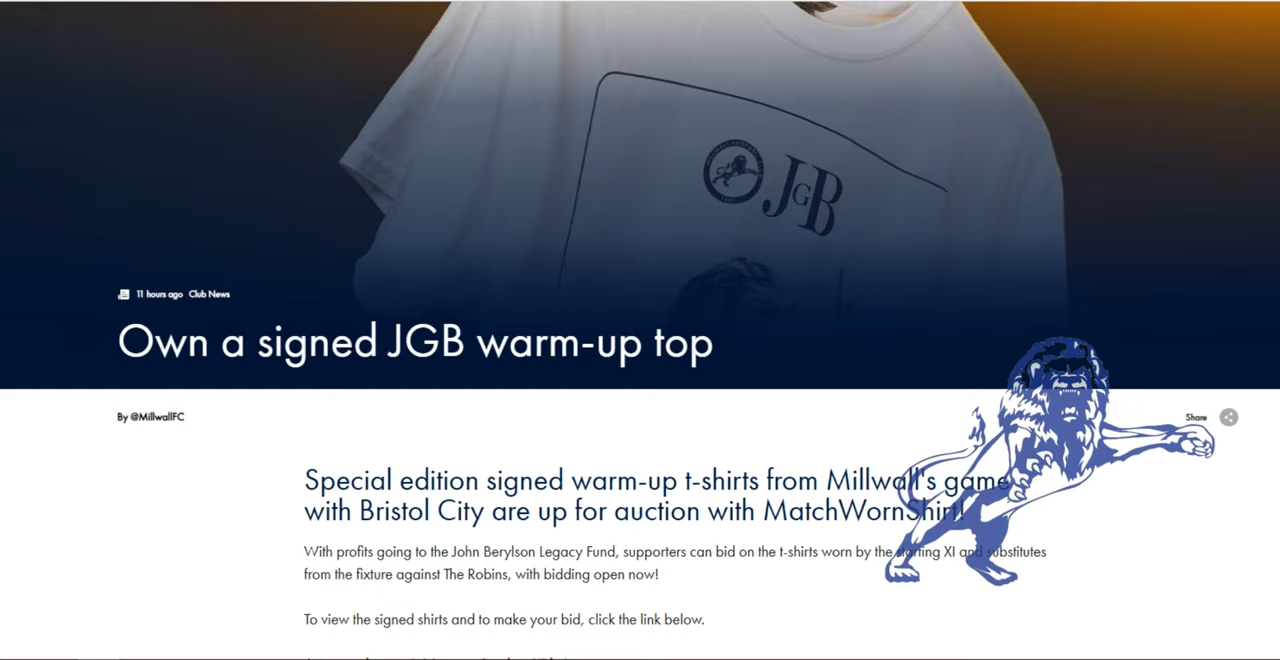 JGB
11 hours ago Club News
Own a signed JGB warm-up top
By @MillwallFC
Share
Special edition signed warm-up t-shirts from Millwall's game
with Bristol City are up for auction with MatchWornShirt!
With profits going to the John Berylson Legacy Fund, supporters can bid on the t-shirts worn by the starting XI and substitutes
from the fixture against The Robins, with bidding open now!
To view the signed shirts and to make your bid, click the link below.